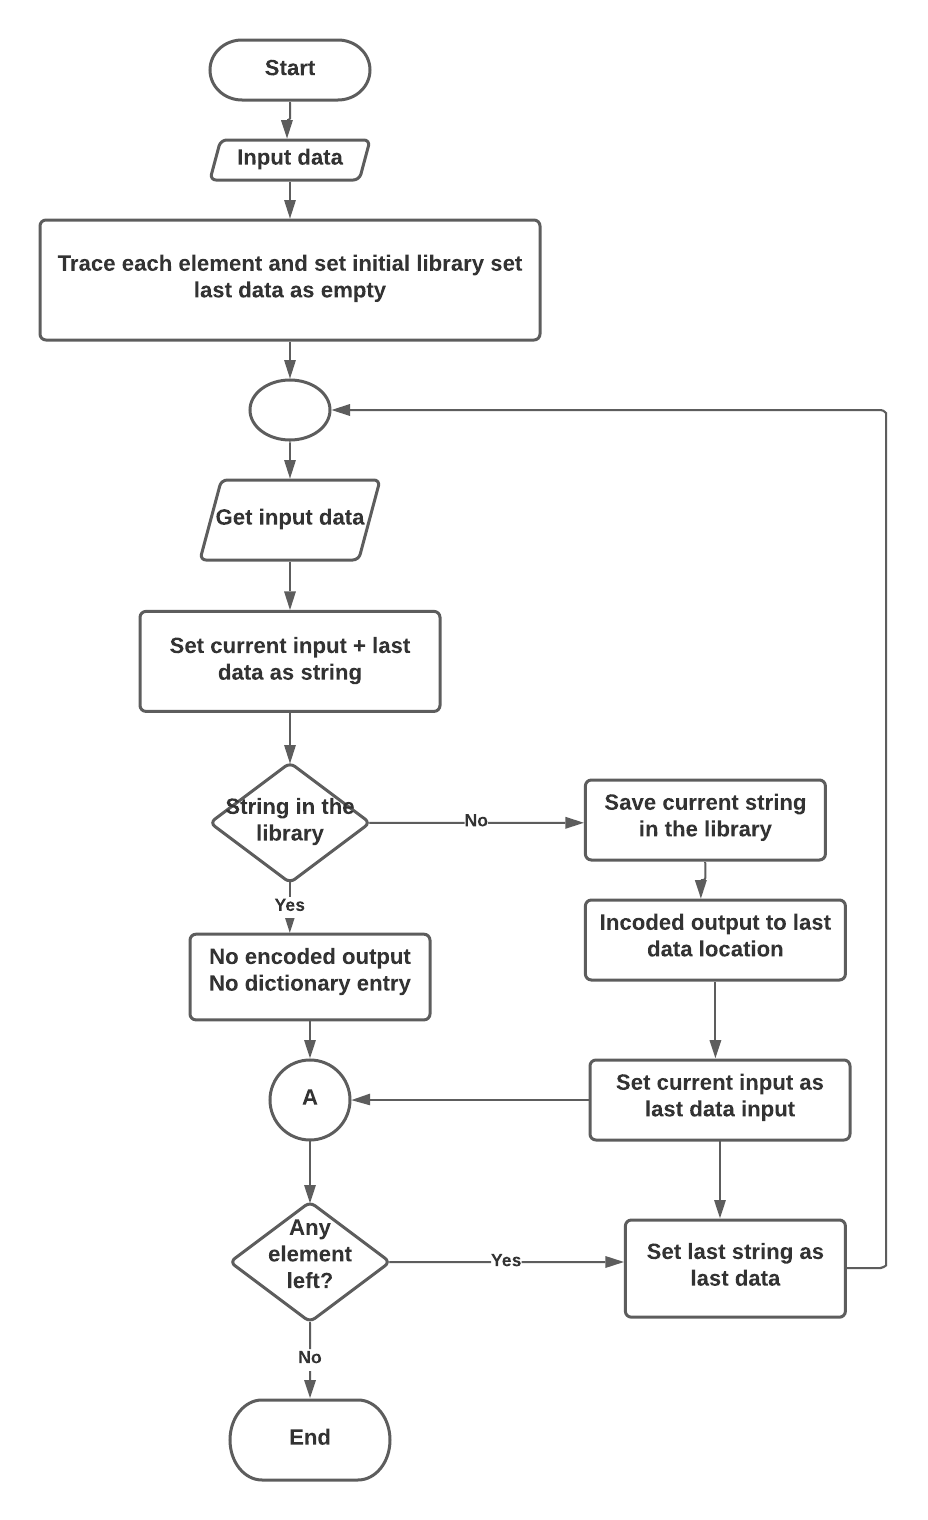 Start
Input data
Trace each element and set initial library set
last data as empty
Get input data
Set current input + last
data as string
String in the
library
No
Save current string
in the library
Yes
Incoded output to last
data location
No encoded output
No dictionary entry
Set current input as
last data input
A
Any
element
left?
Yes
Set last string as
last data
No
End